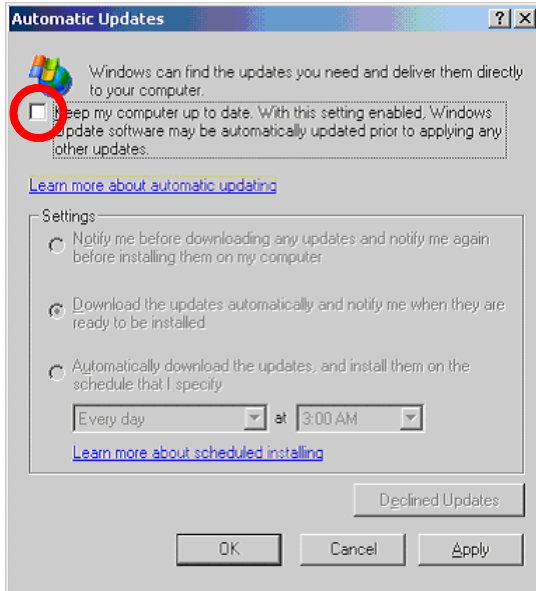 Automatic Updates
Windows can find the updates you need and deliver them directly
to your computer.
Keep my computer up to date. With this setting enabled, Windows
Update software may be automatically updated prior to applying any
other updates.
Learn more about automatic updating
Settings
Notify me before downloading any updates and notify me again
before installing them on my computer
Download the updates automatically and notify me when they are
ready to be installed
Automatically download the updates, and install them on the
schedule that I specify
Every day at 3:00 AM
Learn more about scheduled installing
Declined Updates
OK Cancel Apply